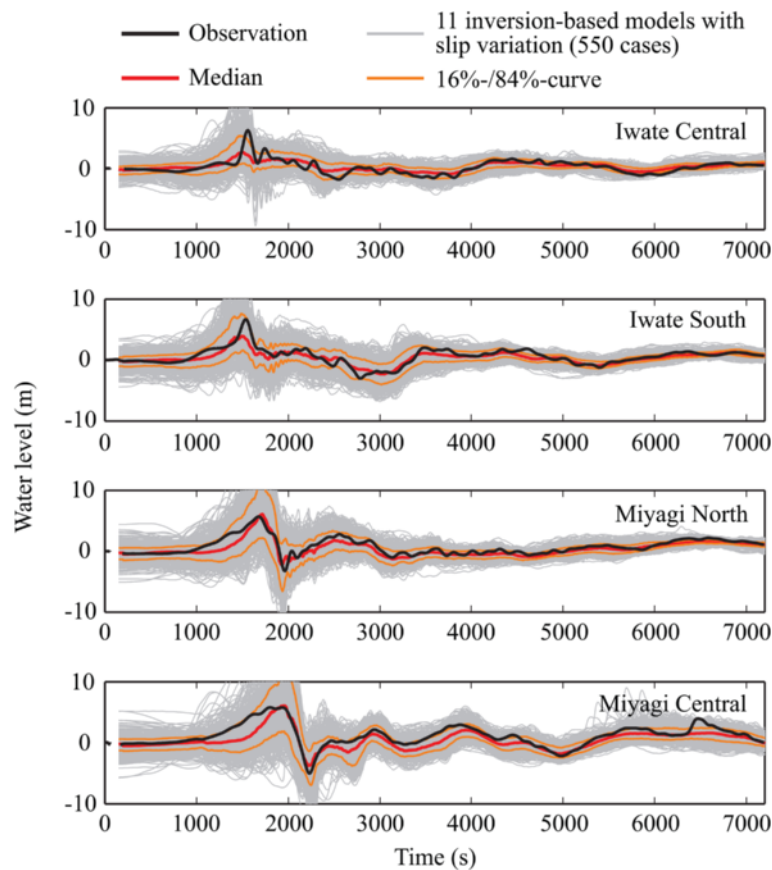 Observation
11 inversion-based models with
slip variation (550 cases)
Median
16%-/84%-curve
10
0
-10
Iwate Central
0 1000 2000 3000 4000 5000 6000 7000
10
0
-10
Iwate South
0 1000 2000 3000 4000 5000 6000 7000
Water level (m)
10
0
-10
Miyagi North
0 1000 2000 3000 4000 5000 6000 7000
10
0
-10
Miyagi Central
0 1000 2000 3000 4000 5000 6000 7000
Time (s)